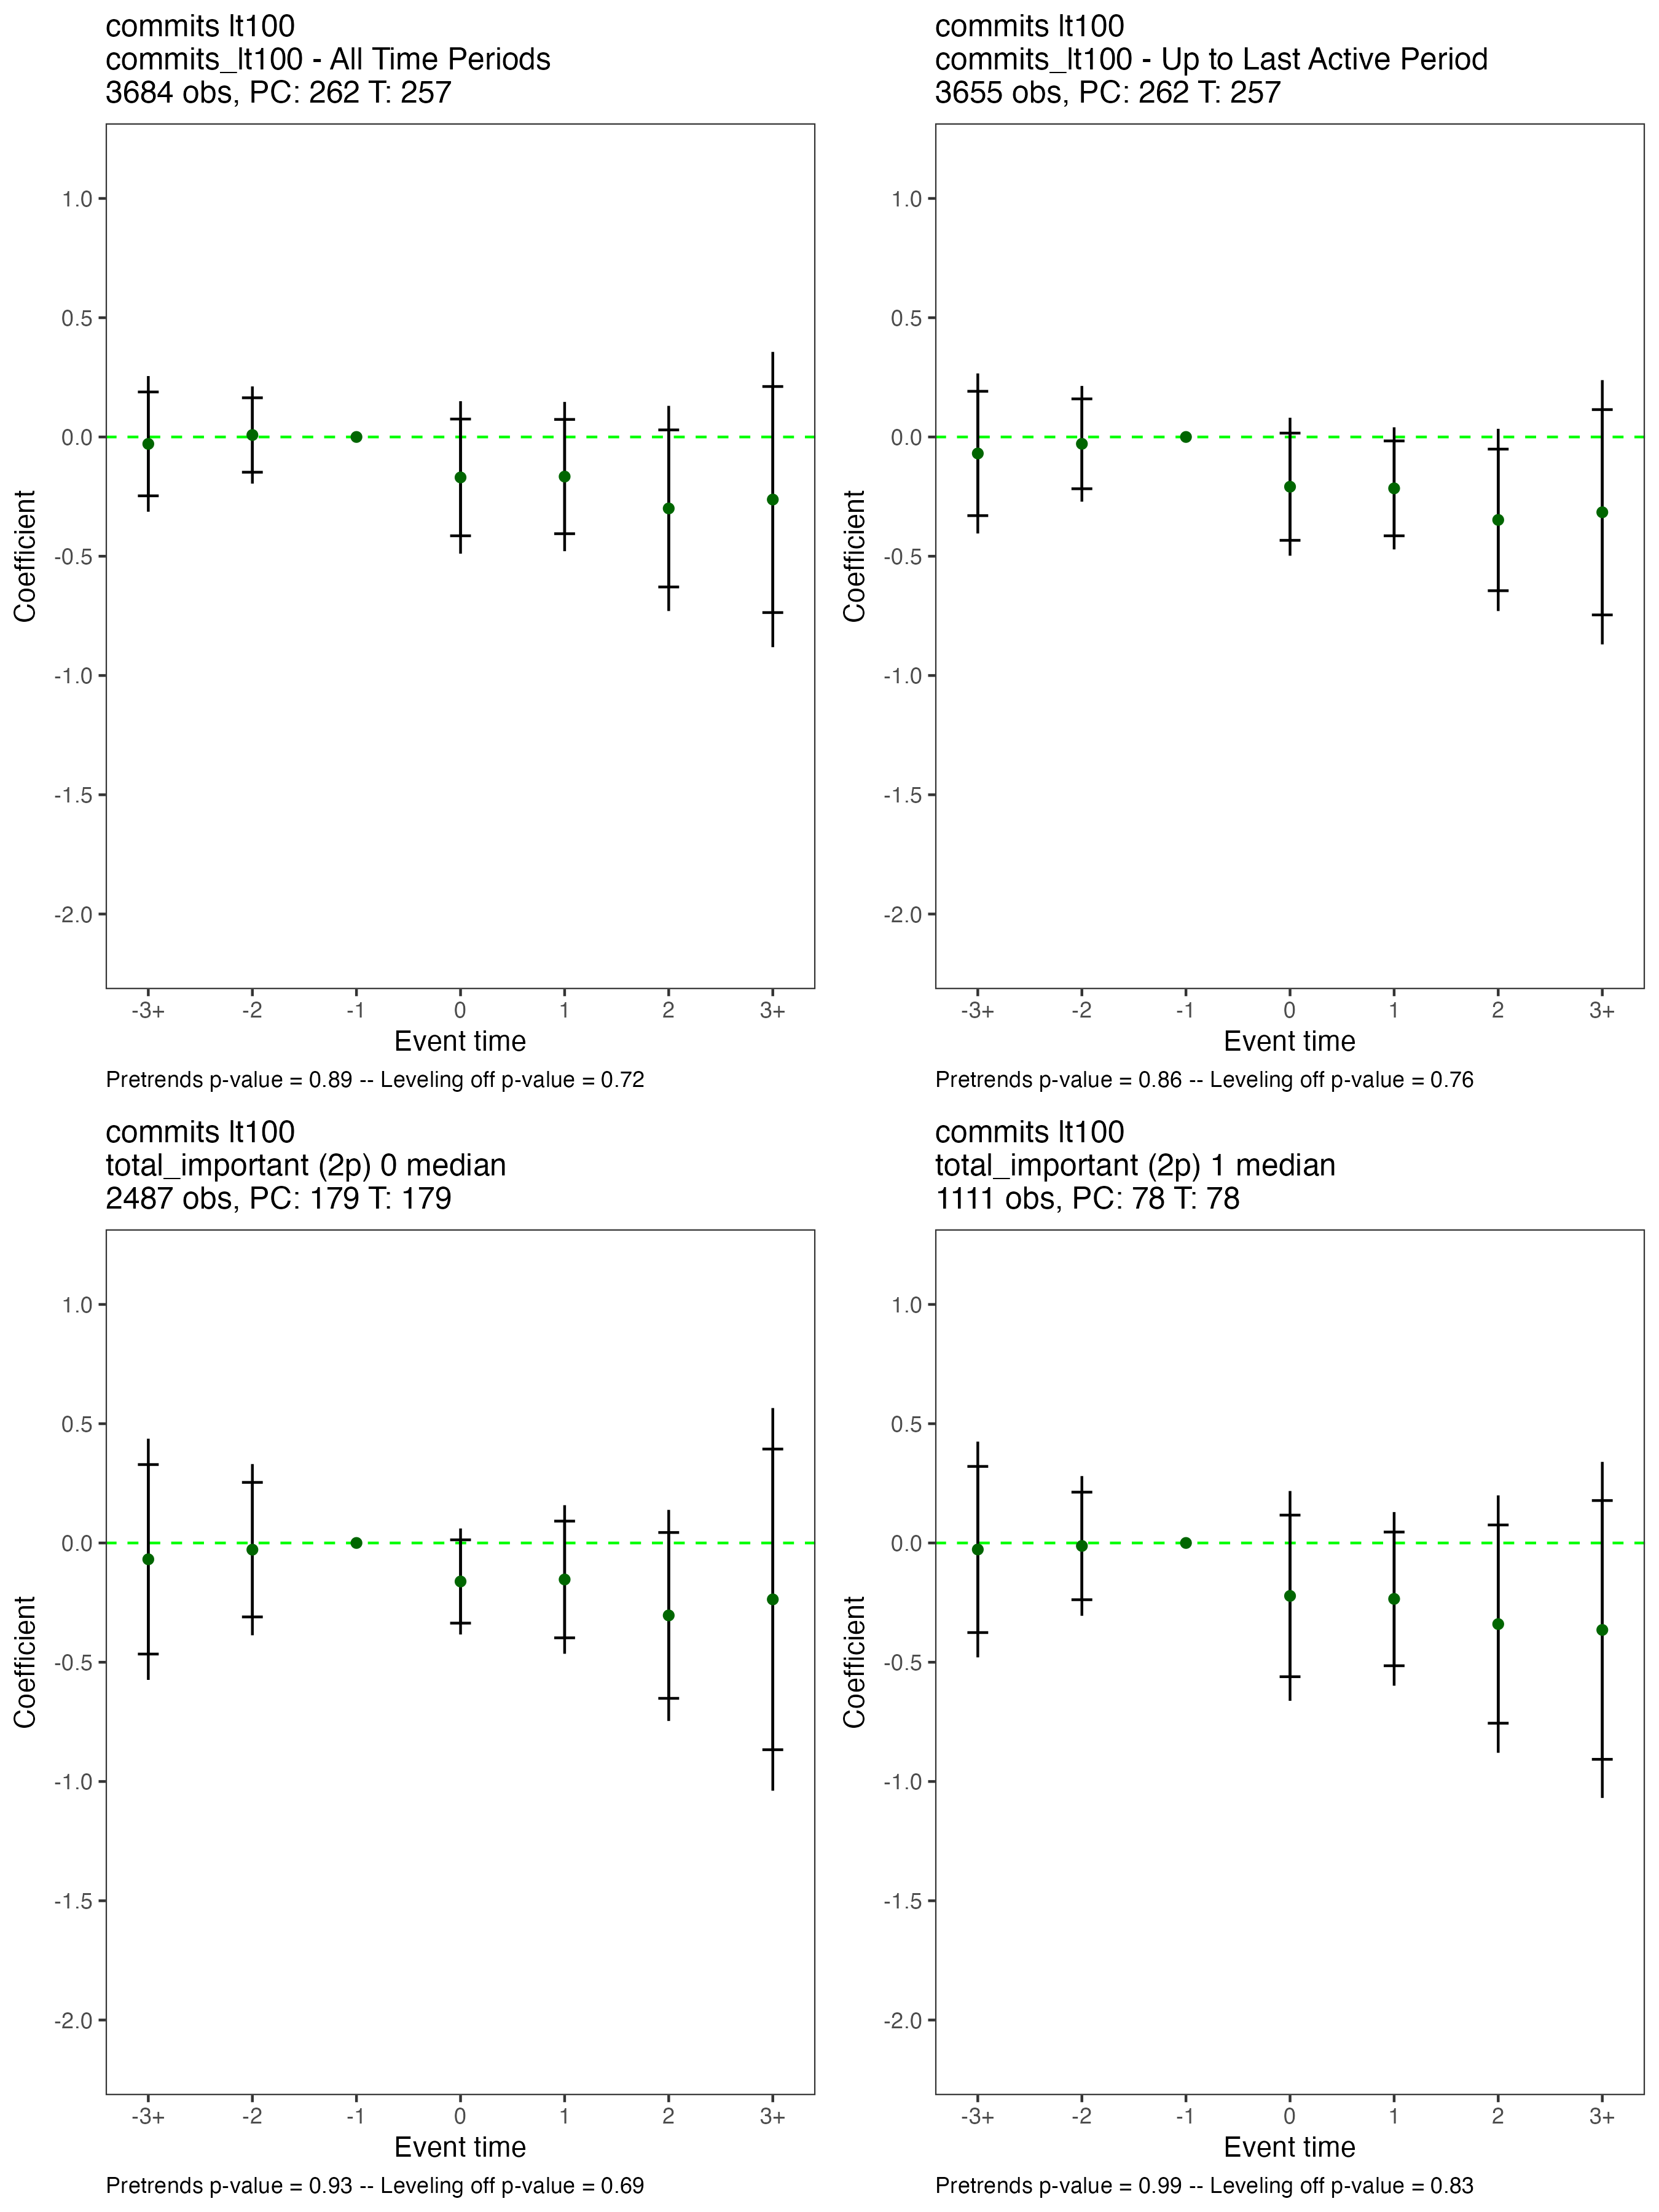 commits lt100
commits_lt100 - All Time Periods
3684 obs, PC: 262 T: 257
1.0
0.5
0.0
-0.5
-1.0
-1.5
-2.0
Coefficient
-3+ -2 -1 0 1 2 3+
Event time
Pretrends p-value = 0.89 -- Leveling off p-value = 0.72
commits lt100
commits_lt100 - Up to Last Active Period
3655 obs, PC: 262 T: 257
1.0
0.5
0.0
-0.5
-1.0
-1.5
-2.0
Coefficient
-3+ -2 -1 0 1 2 3+
Event time
Pretrends p-value = 0.86 -- Leveling off p-value = 0.76
commits lt100
total_important (2p) 0 median
2487 obs, PC: 179 T: 179
1.0
0.5
0.0
-0.5
-1.0
-1.5
-2.0
Coefficient
-3+ -2 -1 0 1 2 3+
Event time
Pretrends p-value = 0.93 -- Leveling off p-value = 0.69
commits lt100
total_important (2p) 1 median
1111 obs, PC: 78 T: 78
1.0
0.5
0.0
-0.5
-1.0
-1.5
-2.0
Coefficient
-3+ -2 -1 0 1 2 3+
Event time
Pretrends p-value = 0.99 -- Leveling off p-value = 0.83